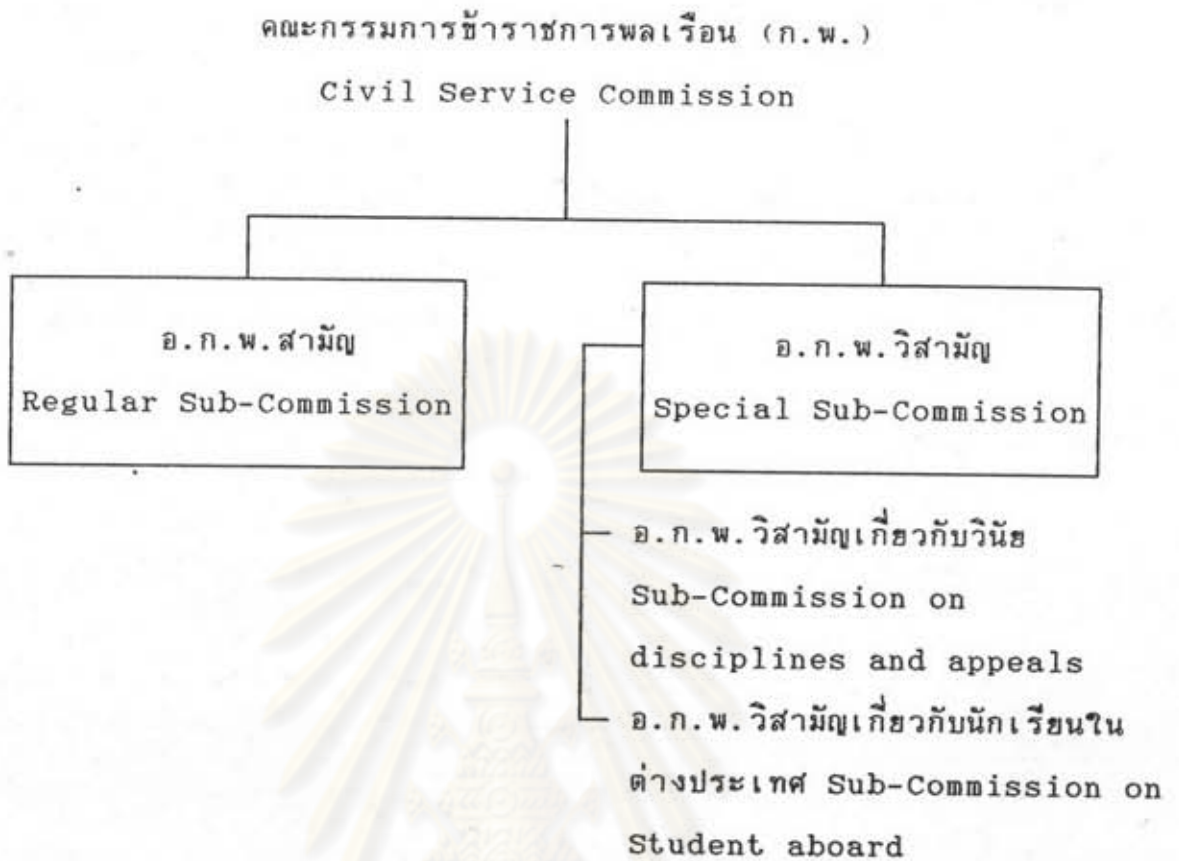 คณะกรรมการข้าราชการพลเรือน (ก.พ.)
Civil Service Commission
อ.ก.พ.สามัญ
Regular Sub-Commission
อ.ก.พ.วิสามัญ
Special Sub-Commission
อ.ก.พ.วิสามัญเกี่ยวกับวินัย
Sub-Commission on
disciplines and appeals
อ.ก.พ.วิสามัญเกี่ยวกับนักเรียนใน
ต่างประเทศ Sub-Commission on
Student aboard